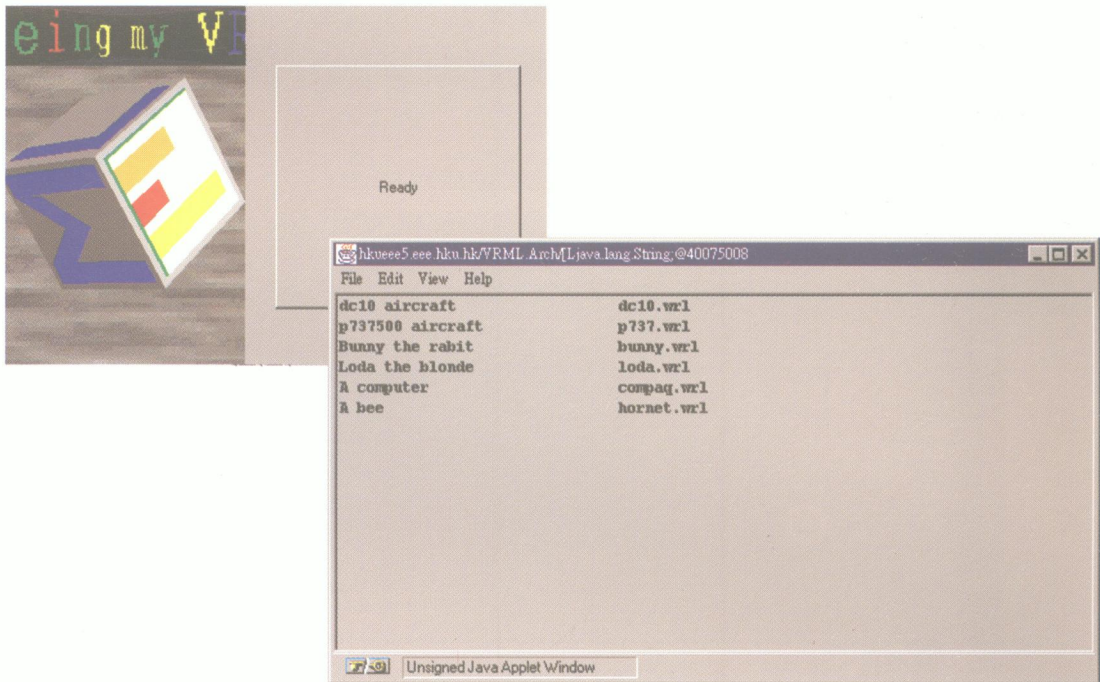 eing my V
Ready
hkueee5.eee.hku.hk/VRML.Arch/[Ljava.lang.String;@40075008
File Edit View Help
dc10 aircraft dc10.wrl
p737500 aircraft p737.wrl
Bunny the rabit bunny.wrl
Loda the blonde loda.wrl
A computer compaq.wrl
A bee hornet.wrl
Unsigned Java Applet Window